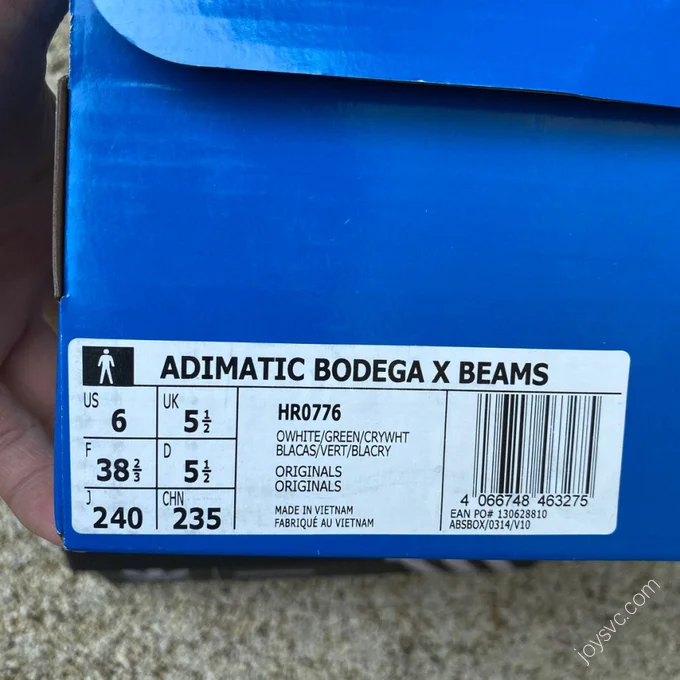 ADIMATIC BODEGA X BEAMS
US 6
UK 5½
F 38⅔
D 5½
J 240
CHN 235
HR0776
OWHITE/GREEN/CRYWHT
BLACAS/VERT/BLACRY
ORIGINALS
ORIGINALS
MADE IN VIETNAM
FABRIQUÉ AU VIETNAM
4 066748 463275
EAN PO# 130628810
ABSBOX/0314/V10
joysvc.com